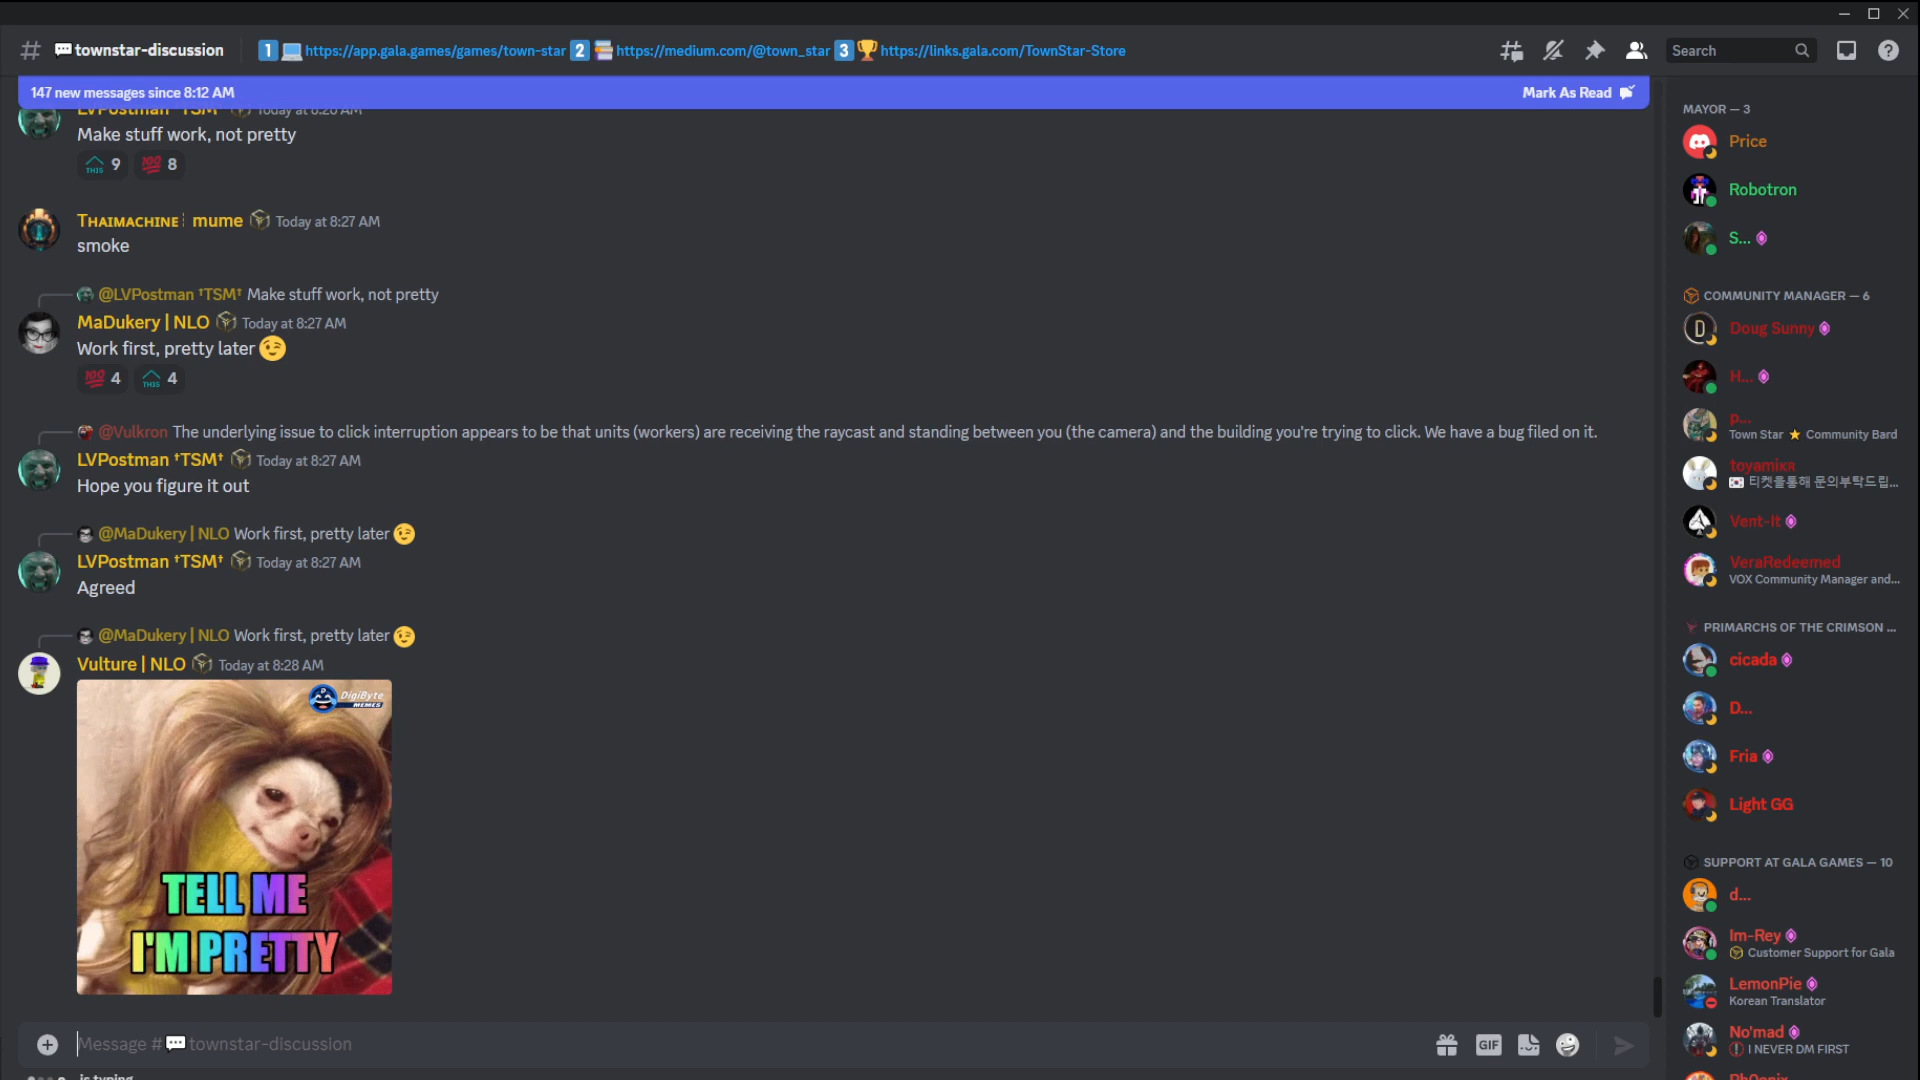 townstar-discussion 1 https://app.gala.games/games/town-star 2 https://medium.com/@town_star 3 https://links.gala.com/TownStar-Store Search
147 new messages since 8:12 AM Mark As Read
LVPostman †TSM† Today at 8:26 AM
Make stuff work, not pretty
THIS 9 100 8
THAIMACHINE⁞ mume Today at 8:27 AM
smoke
@LVPostman †TSM† Make stuff work, not pretty
MaDukery | NLO Today at 8:27 AM
Work first, pretty later 😉
100 4 THIS 4
@Vulkron The underlying issue to click interruption appears to be that units (workers) are receiving the raycast and standing between you (the camera) and the building you're trying to click. We have a bug filed on it.
LVPostman †TSM† Today at 8:27 AM
Hope you figure it out
@MaDukery | NLO Work first, pretty later 😉
LVPostman †TSM† Today at 8:27 AM
Agreed
@MaDukery | NLO Work first, pretty later 😉
Vulture | NLO Today at 8:28 AM
DigiByte
MEMES
TELL ME
I'M PRETTY
Message # townstar-discussion
GIF
is typing
MAYOR — 3
Price
Robotron
S...
COMMUNITY MANAGER — 6
D
Doug Sunny
H...
p...
Town Star ⭐ Community Bard
toyamiKR
티켓을통해 문의부탁드립...
Vent-It
VeraRedeemed
VOX Community Manager and...
PRIMARCHS OF THE CRIMSON ...
cicada
D...
Fria
Light GG
SUPPORT AT GALA GAMES — 10
d...
Im-Rey
Customer Support for Gala
LemonPie
Korean Translator
No'mad
I NEVER DM FIRST
Ph0enix